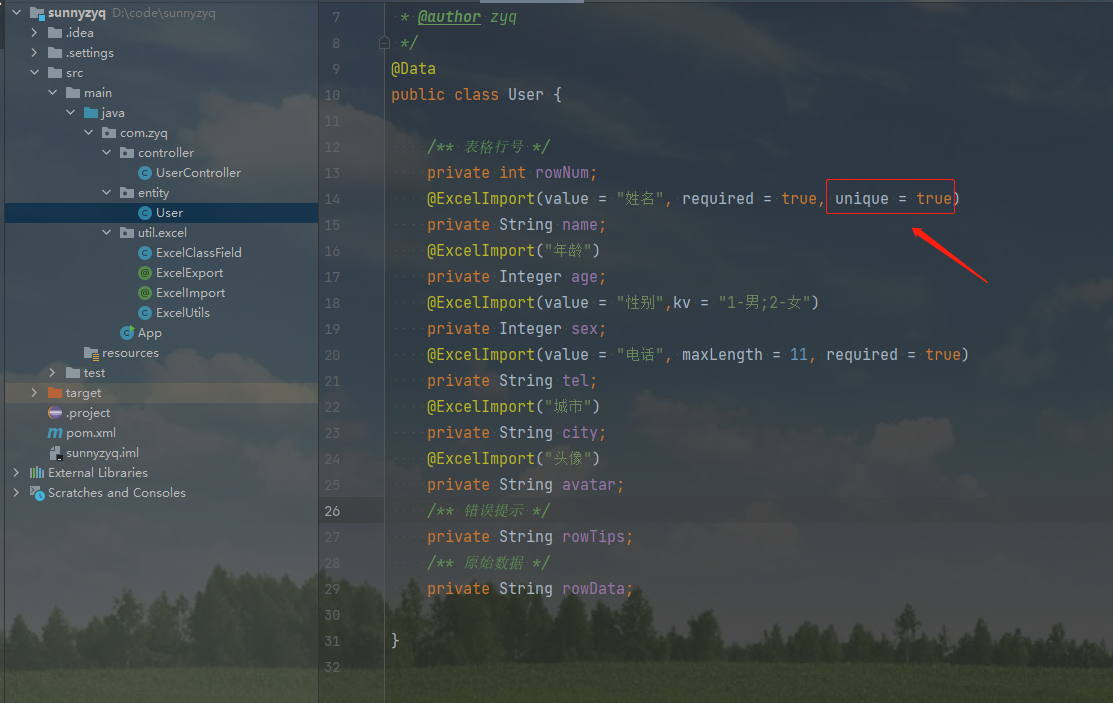 sunnyzyq D:\code\sunnyzyq
.idea
.settings
src
main
java
com.zyq
controller
UserController
entity
User
util.excel
ExcelClassField
ExcelExport
ExcelImport
ExcelUtils
App
resources
test
target
.project
pom.xml
sunnyzyq.iml
External Libraries
Scratches and Consoles
7 * @author zyq
8 */
9 @Data
10 public class User {
11
12 /** 表格行号 */
13 private int rowNum;
14 @ExcelImport(value = "姓名", required = true, unique = true)
15 private String name;
16 @ExcelImport("年龄")
17 private Integer age;
18 @ExcelImport(value = "性别",kv = "1-男;2-女")
19 private Integer sex;
20 @ExcelImport(value = "电话", maxLength = 11, required = true)
21 private String tel;
22 @ExcelImport("城市")
23 private String city;
24 @ExcelImport("头像")
25 private String avatar;
26 /** 错误提示 */
27 private String rowTips;
28 /** 原始数据 */
29 private String rowData;
30
31 }
32